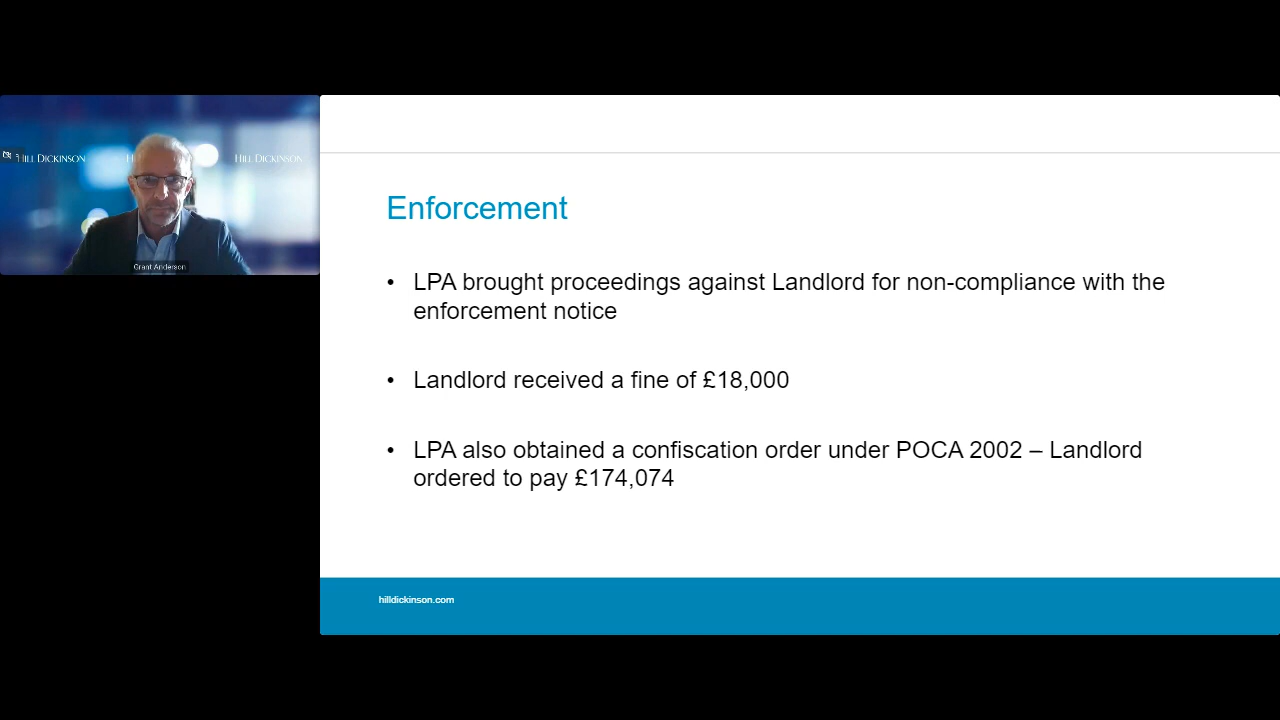 HILL DICKINSON
HILL DICKINSON
Grant Anderson
Enforcement
• LPA brought proceedings against Landlord for non-compliance with the
enforcement notice
• Landlord received a fine of £18,000
• LPA also obtained a confiscation order under POCA 2002 – Landlord
ordered to pay £174,074
hilldickinson.com